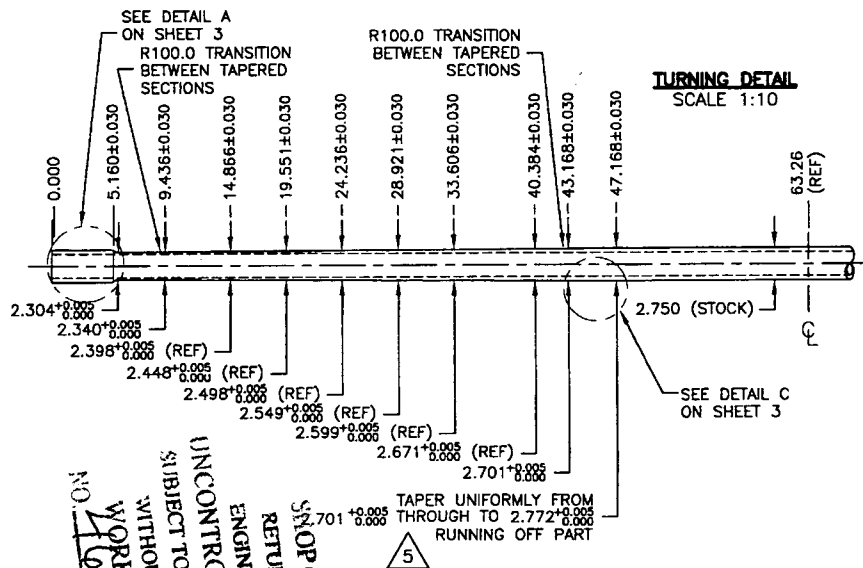 SEE DETAIL A
ON SHEET 3
R100.0 TRANSITION
BETWEEN TAPERED
SECTIONS
R100.0 TRANSITION
BETWEEN TAPERED
SECTIONS
TURNING DETAIL
SCALE 1:10
0.000
5.160±0.030
9.436±0.030
14.866±0.030
19.551±0.030
24.236±0.030
28.921±0.030
33.606±0.030
40.384±0.030
43.168±0.030
47.168±0.030
63.26
(REF)
2.304 +0.005 0.000
2.340 +0.005 0.000
2.398 +0.005 0.000 (REF)
2.448 +0.005 0.000 (REF)
2.498 +0.005 0.000 (REF)
2.549 +0.005 0.000 (REF)
2.599 +0.005 0.000 (REF)
2.671 +0.005 0.000 (REF)
2.701 +0.005 0.000
2.750 (STOCK)
℄
SEE DETAIL C
ON SHEET 3
TAPER UNIFORMLY FROM
2.701 +0.005 0.000 THROUGH TO 2.772 +0.005 0.000
RUNNING OFF PART
5
SHOP
RETU
ENGIN
UNCONTRO
SUBJECT TO
WITHOU
WOR
NO.